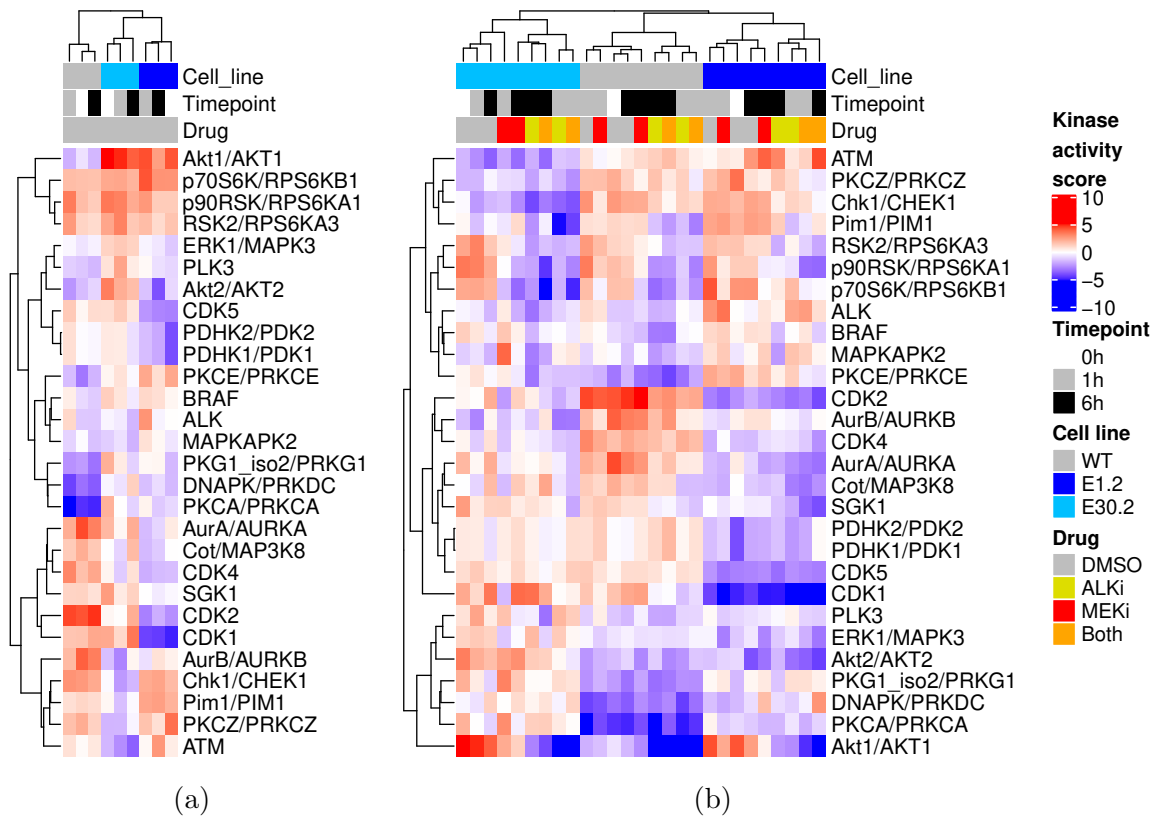 Cell_line
Timepoint
Drug
Akt1/AKT1
p70S6K/RPS6KB1
p90RSK/RPS6KA1
RSK2/RPS6KA3
ERK1/MAPK3
PLK3
Akt2/AKT2
CDK5
PDHK2/PDK2
PDHK1/PDK1
PKCE/PRKCE
BRAF
ALK
MAPKAPK2
PKG1_iso2/PRKG1
DNAPK/PRKDC
PKCA/PRKCA
AurA/AURKA
Cot/MAP3K8
CDK4
SGK1
CDK2
CDK1
AurB/AURKB
Chk1/CHEK1
Pim1/PIM1
PKCZ/PRKCZ
ATM
(a)
Cell_line
Timepoint
Drug
ATM
PKCZ/PRKCZ
Chk1/CHEK1
Pim1/PIM1
RSK2/RPS6KA3
p90RSK/RPS6KA1
p70S6K/RPS6KB1
ALK
BRAF
MAPKAPK2
PKCE/PRKCE
CDK2
AurB/AURKB
CDK4
AurA/AURKA
Cot/MAP3K8
SGK1
PDHK2/PDK2
PDHK1/PDK1
CDK5
CDK1
PLK3
ERK1/MAPK3
Akt2/AKT2
PKG1_iso2/PRKG1
DNAPK/PRKDC
PKCA/PRKCA
Akt1/AKT1
(b)
Kinase
activity
score
10
5
0
−5
−10
Timepoint
0h
1h
6h
Cell line
WT
E1.2
E30.2
Drug
DMSO
ALKi
MEKi
Both